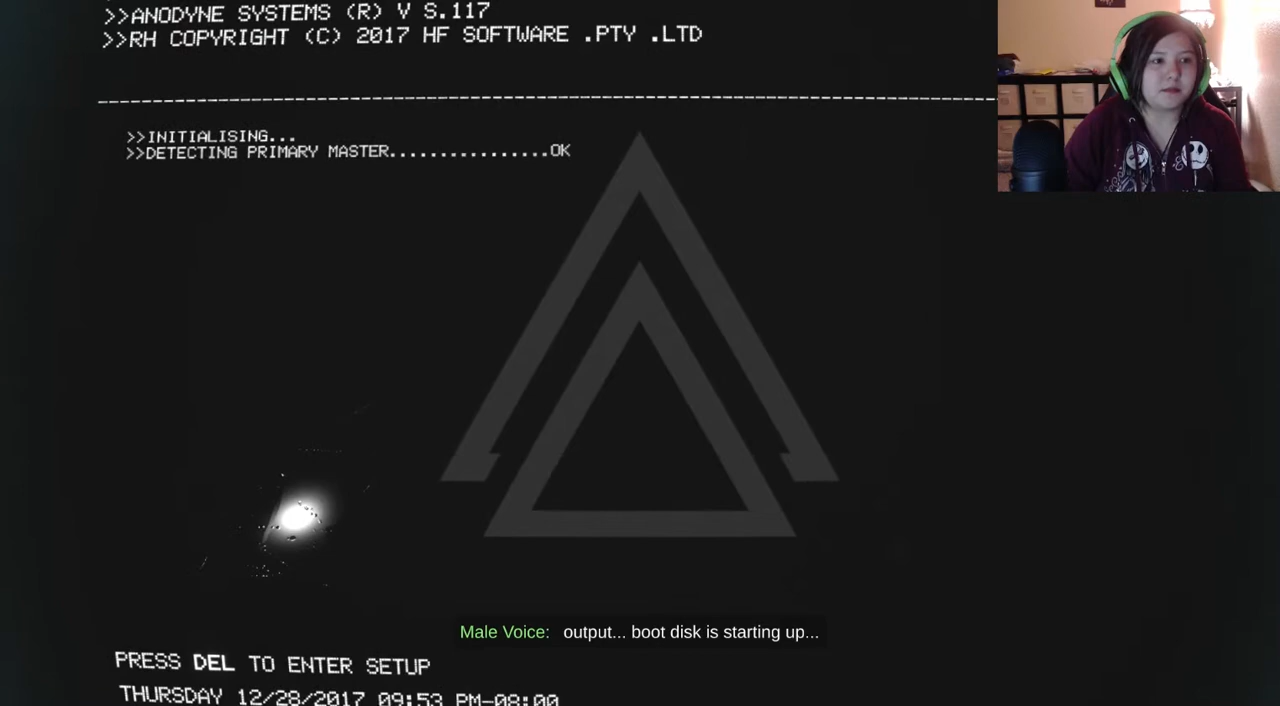 >>ANODYNE SYSTEMS (R) V S.117
>>RH COPYRIGHT (C) 2017 HF SOFTWARE .PTY .LTD
>>INITIALISING...
>>DETECTING PRIMARY MASTER................OK
Male Voice: output... boot disk is starting up...
PRESS DEL TO ENTER SETUP
THURSDAY 12/28/2017 09:53 PM-08:00